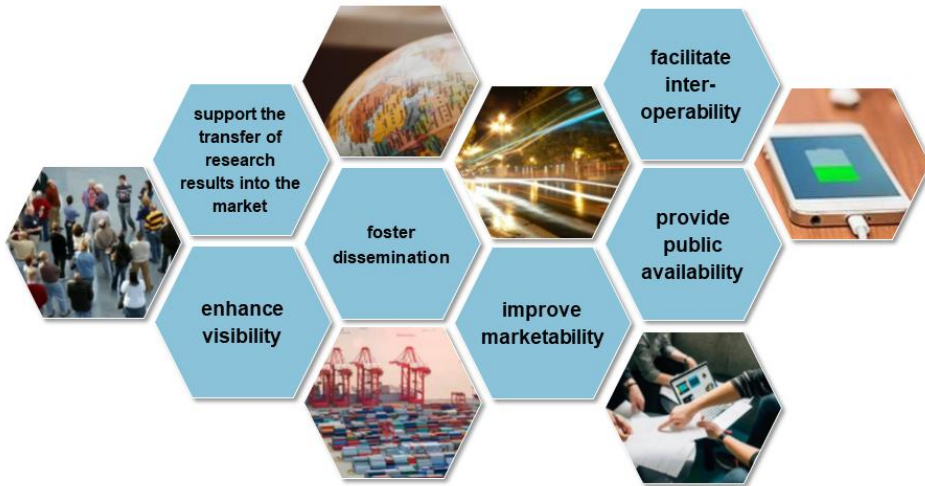 support the
transfer of
research
results into the
market
enhance
visibility
foster
dissemination
improve
marketability
facilitate
inter-
operability
provide
public
availability